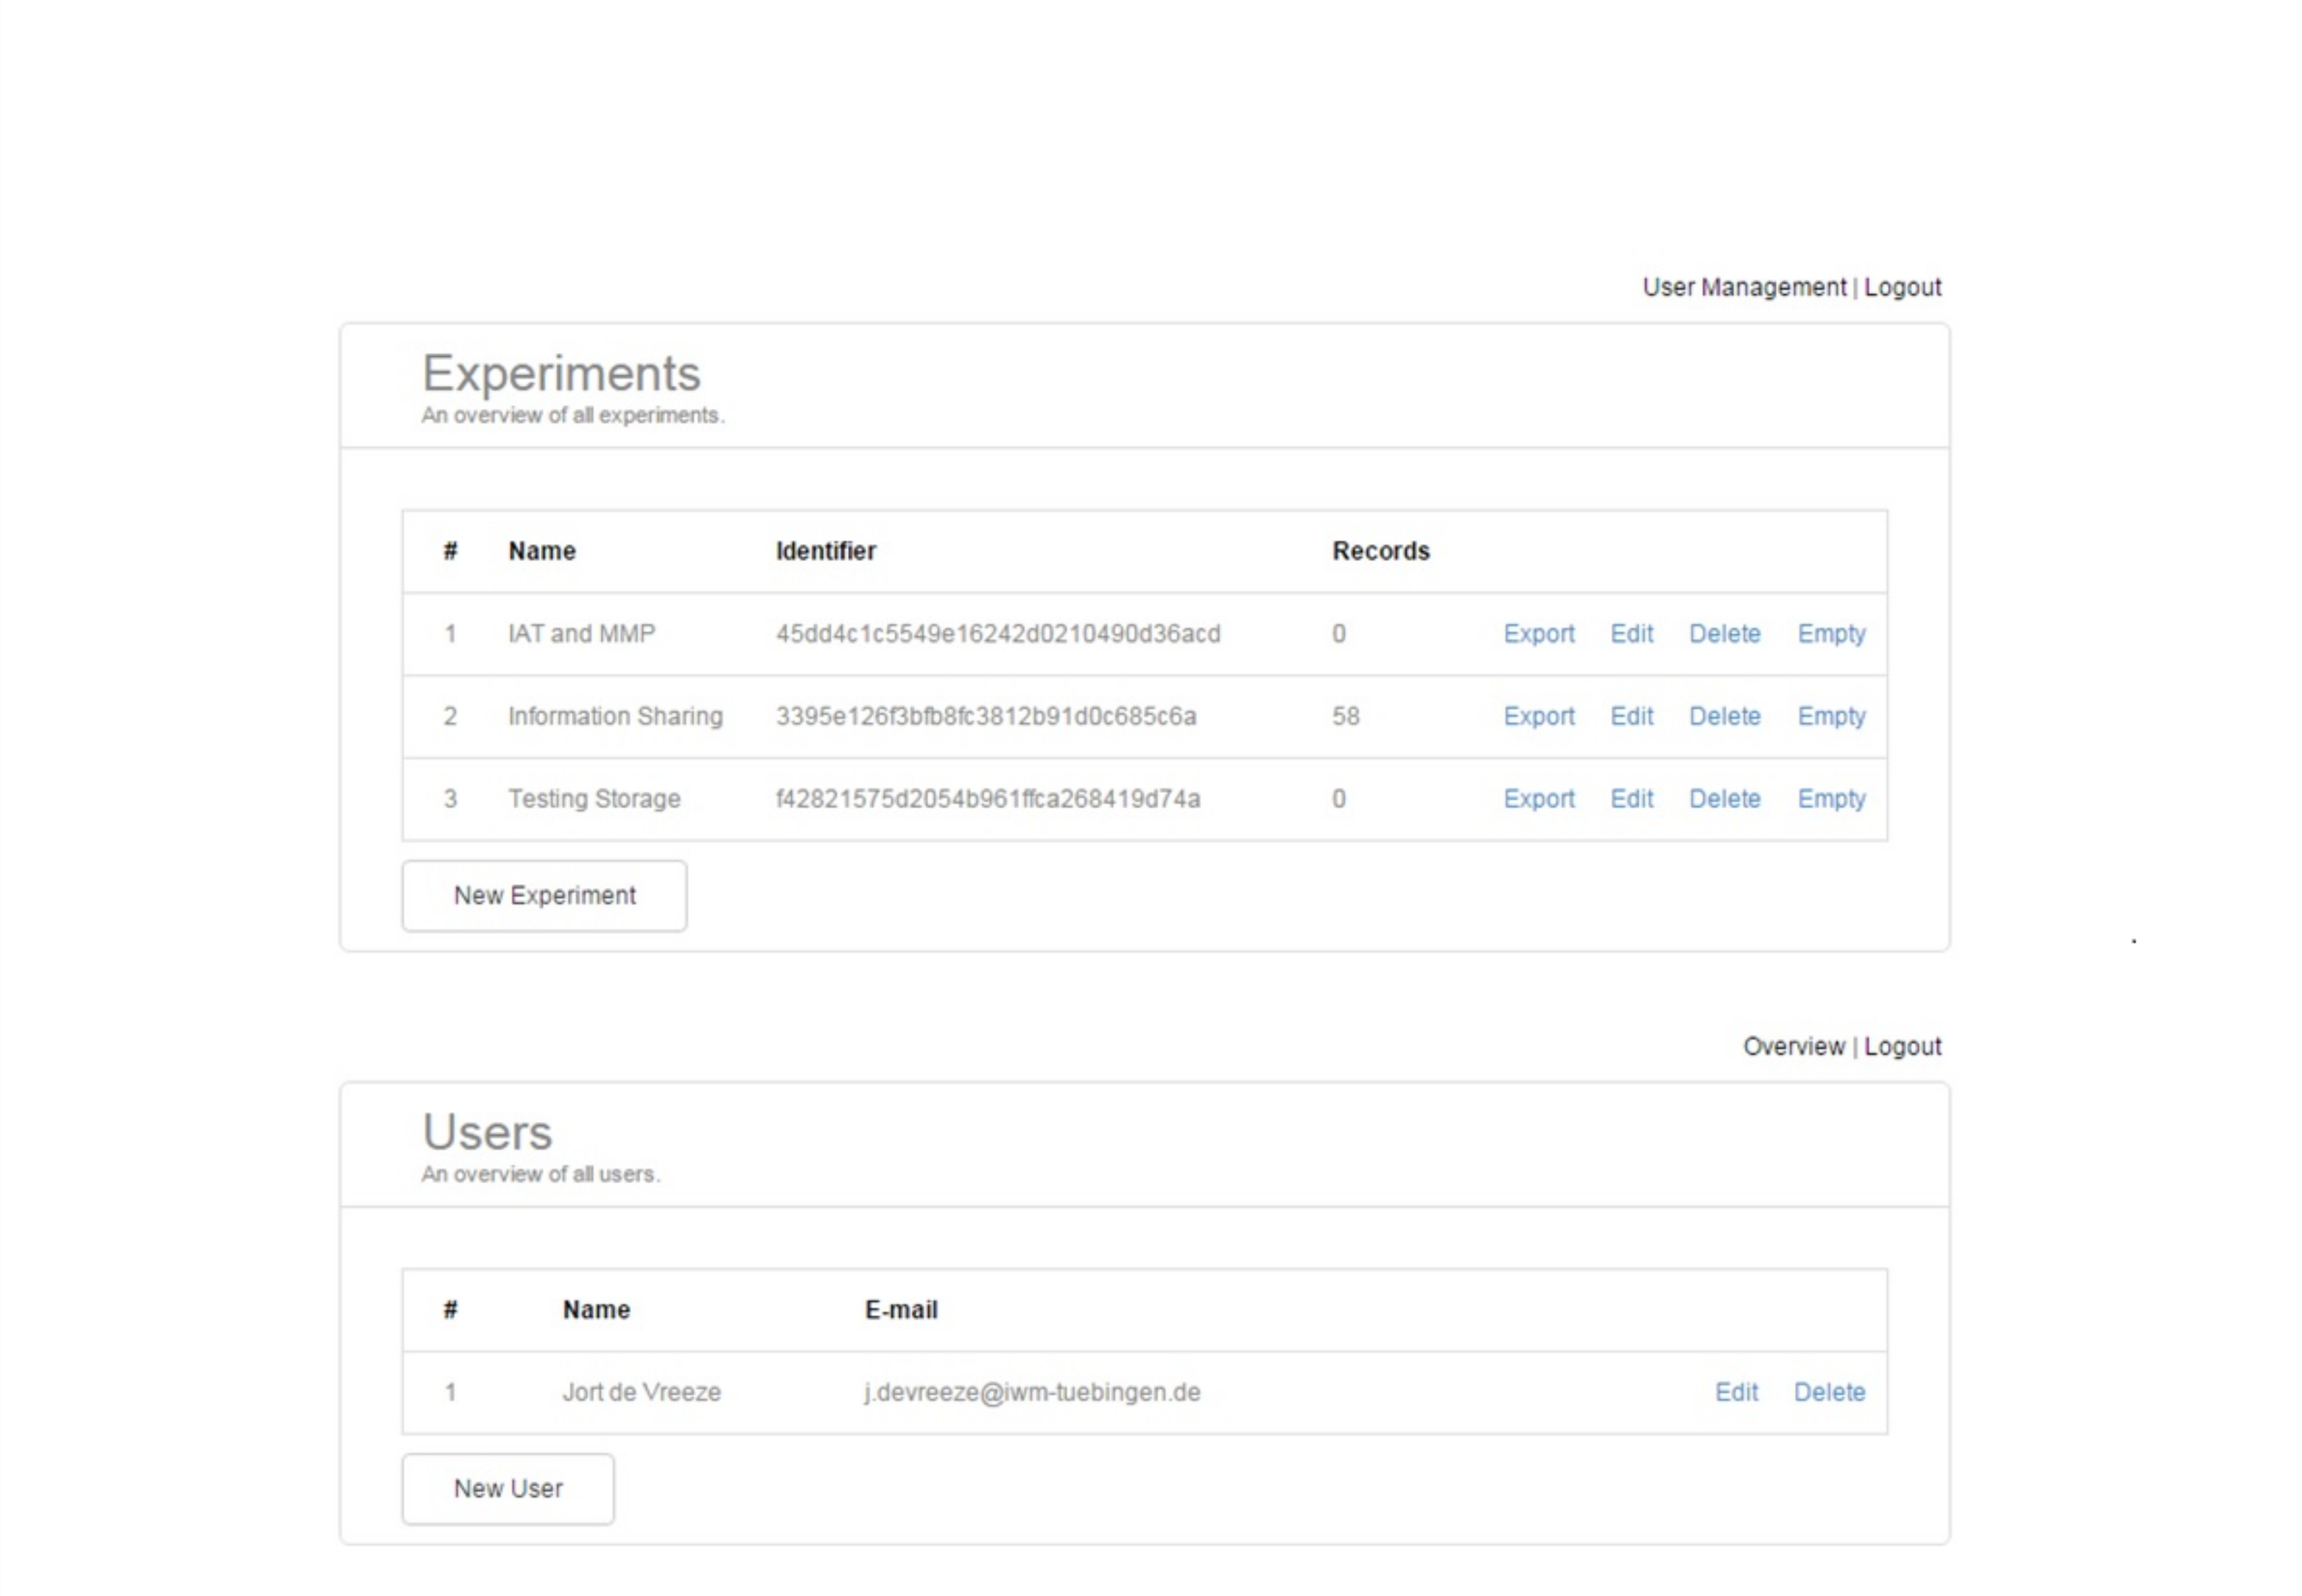 User Management | Logout
Experiments
An overview of all experiments.
# Name Identifier Records
1 IAT and MMP 45dd4c1c5549e16242d0210490d36acd 0 Export Edit Delete Empty
2 Information Sharing 3395e126f3bfb8fc3812b91d0c685c6a 58 Export Edit Delete Empty
3 Testing Storage f42821575d2054b961ffca268419d74a 0 Export Edit Delete Empty
New Experiment
Overview | Logout
Users
An overview of all users.
# Name E-mail
1 Jort de Vreeze j.devreeze@iwm-tuebingen.de Edit Delete
New User